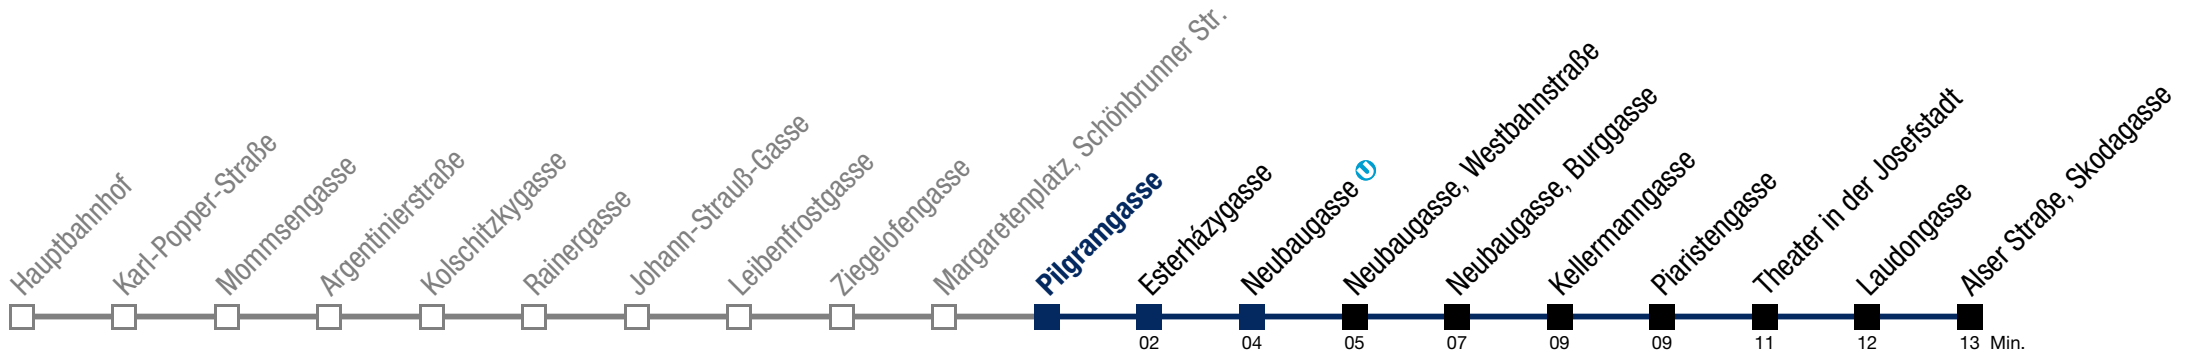 Hauptbahnhof
Karl-Popper-Straße
Mommsengasse
Argentinierstraße
Kolschitzkygasse
Rainergasse
Johann-Strauß-Gasse
Leibenfrostgasse
Ziegelofengasse
Margaretenplatz, Schönbrunner Str.
Pilgramgasse
Esterházygasse
Neubaugasse U
Neubaugasse, Westbahnstraße
Neubaugasse, Burggasse
Kellermanngasse
Piaristengasse
Theater in der Josefstadt
Laudongasse
Alser Straße, Skodagasse
02 04 05 07 09 09 11 12 13 Min.